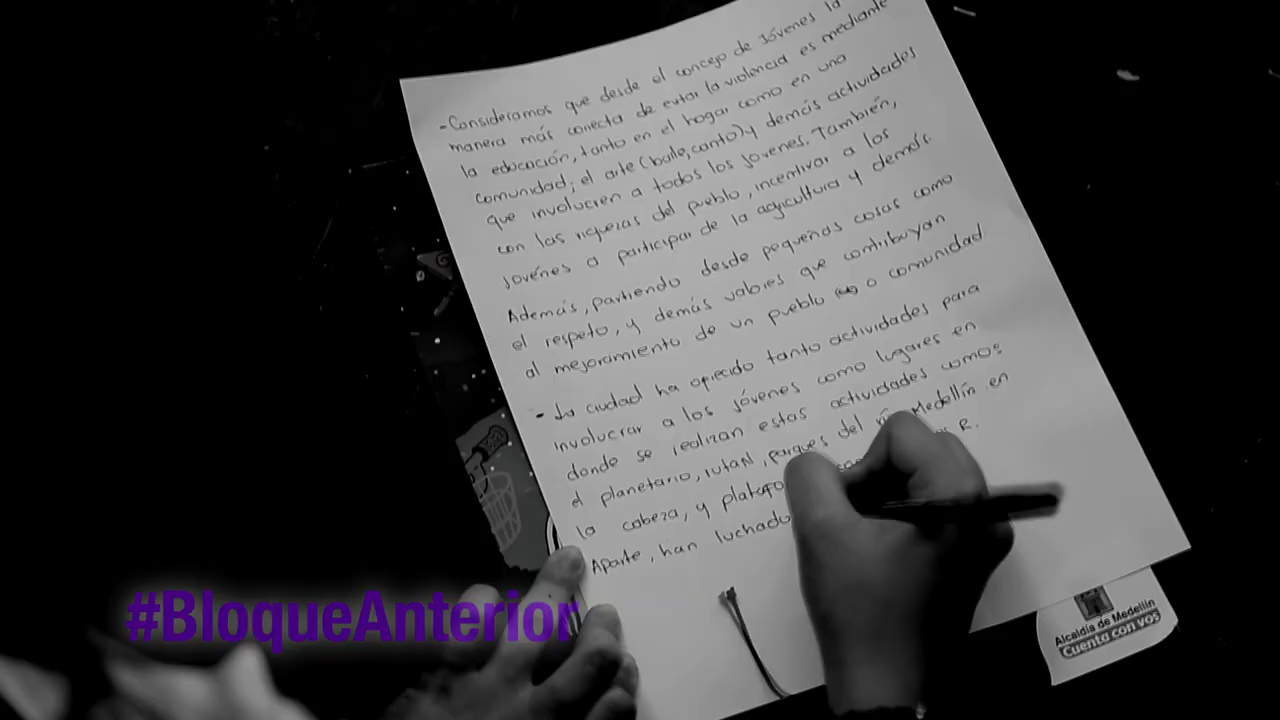 -Consideramos que desde el concejo de Jóvenes la
manera más correcta de evitar la violencia es mediante
la educación, tanto en el hogar como en una
comunidad; el arte (baile, canto) y demás actividades
que involucren a todos los jovenes. También,
con las riquezas del pueblo, incentivar a los
jovénes a participar de la agricultura y demás.
Además, partiendo desde pequeñas cosas como
el respeto, y demás valores que contribuyan
al mejoramiento de un pueblo o comunidad
- La ciudad ha ofrecido tanto actividades para
involucrar a los jóvenes como lugares en
donde se realizan estas actividades como:
el planetario, rutaN, parques del río Medellín, en
la cabeza, y platafo R.
Aparte, han luchado
#BloqueAnterior
Alcaldía de Medellín
Cuenta con vos